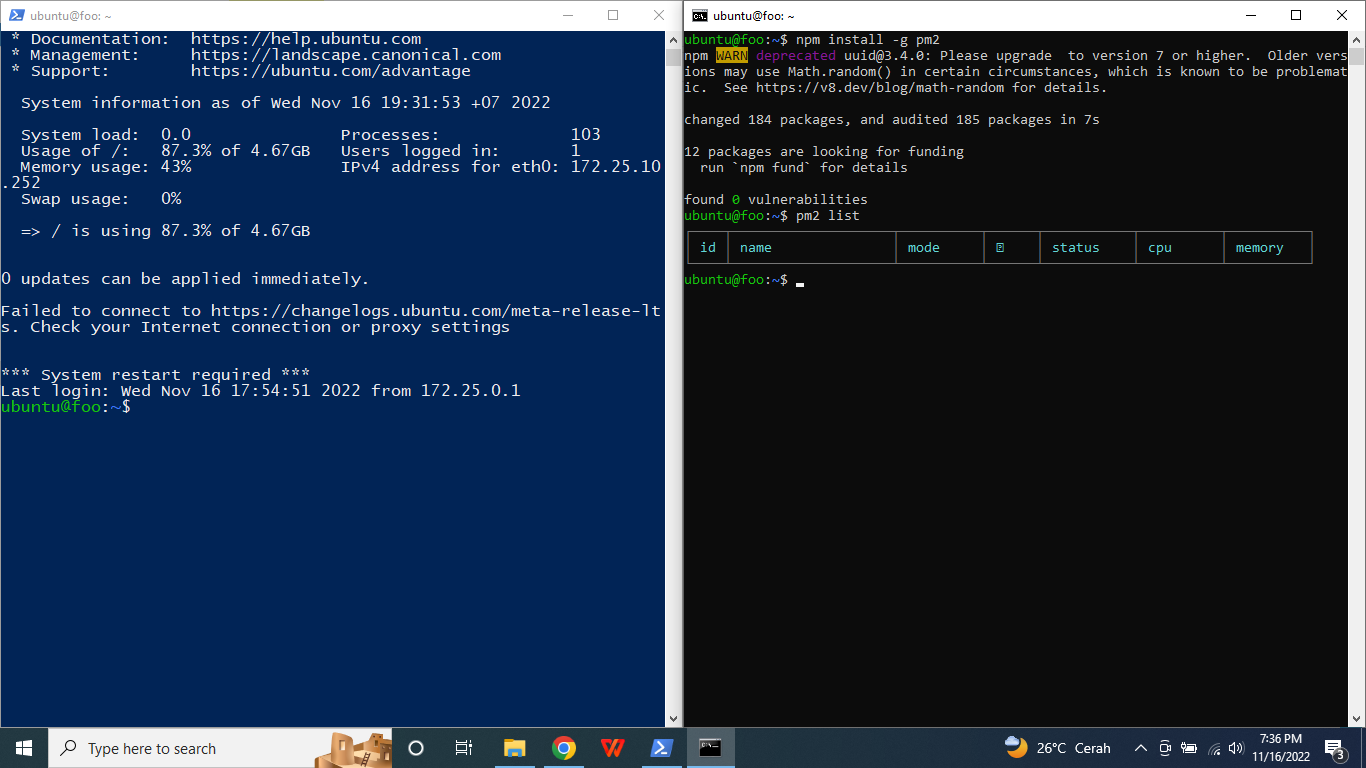 ubuntu@foo: ~
* Documentation:  https://help.ubuntu.com
* Management:     https://landscape.canonical.com
* Support:        https://ubuntu.com/advantage
System information as of Wed Nov 16 19:31:53 +07 2022
System load:  0.0               Processes:             103
Usage of /:   87.3% of 4.67GB   Users logged in:       1
Memory usage: 43%               IPv4 address for eth0: 172.25.10
.252
Swap usage:   0%
=> / is using 87.3% of 4.67GB
0 updates can be applied immediately.
Failed to connect to https://changelogs.ubuntu.com/meta-release-lt
s. Check your Internet connection or proxy settings
*** System restart required ***
Last login: Wed Nov 16 17:54:51 2022 from 172.25.0.1
ubuntu@foo:~$
ubuntu@foo: ~
ubuntu@foo:~$ npm install -g pm2
npm WARN deprecated uuid@3.4.0: Please upgrade  to version 7 or higher.  Older vers
ions may use Math.random() in certain circumstances, which is known to be problemat
ic.  See https://v8.dev/blog/math-random for details.
changed 184 packages, and audited 185 packages in 7s
12 packages are looking for funding
run `npm fund` for details
found 0 vulnerabilities
ubuntu@foo:~$ pm2 list
id name mode status cpu memory
ubuntu@foo:~$
Type here to search
26°C Cerah
7:36 PM
11/16/2022
3